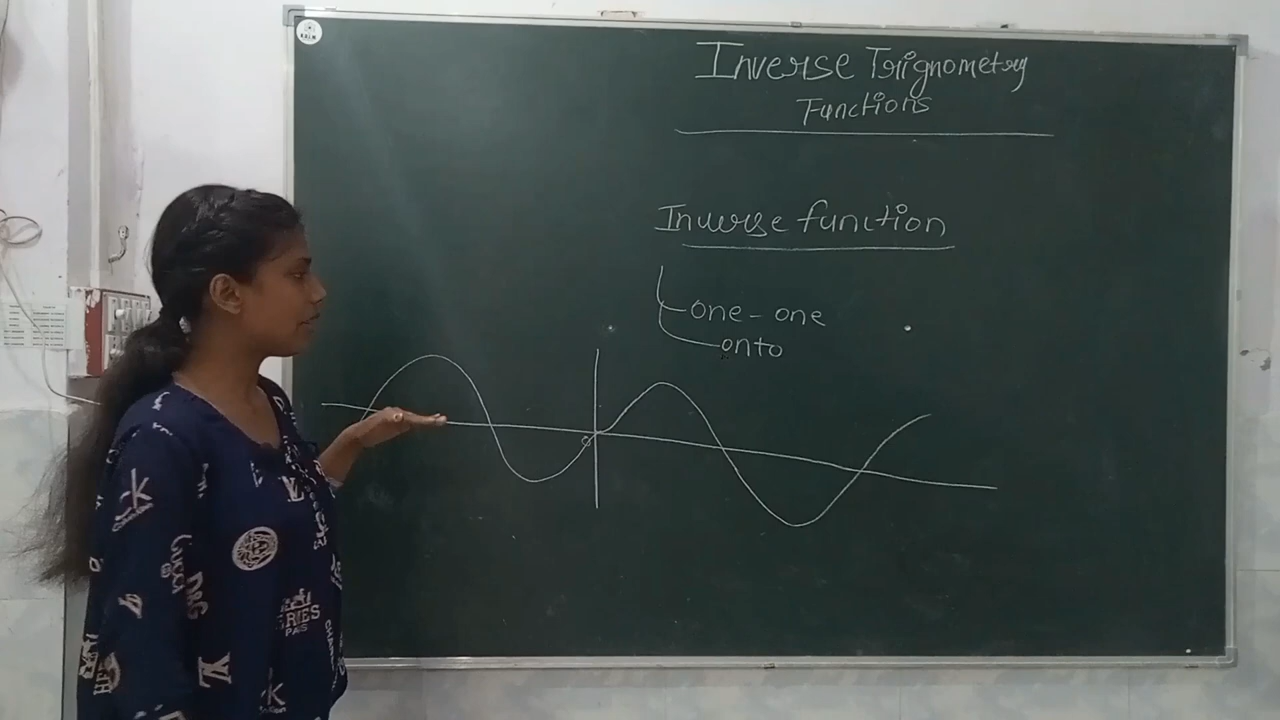 Inverse Trignometry
Functions
Inverse function
one - one
onto